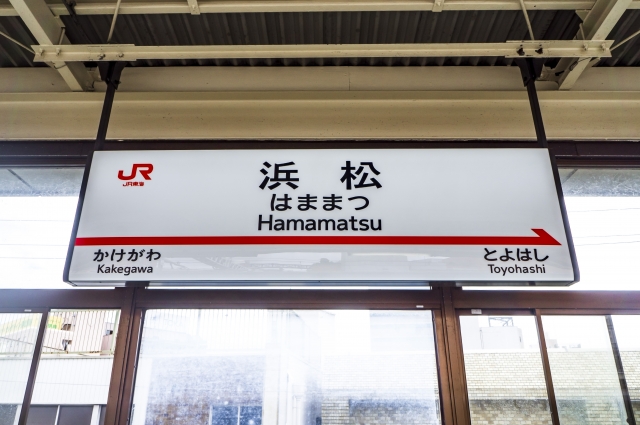 JR
JR東海
浜松
はままつ
Hamamatsu
かけがわ
Kakegawa
とよはし
Toyohashi